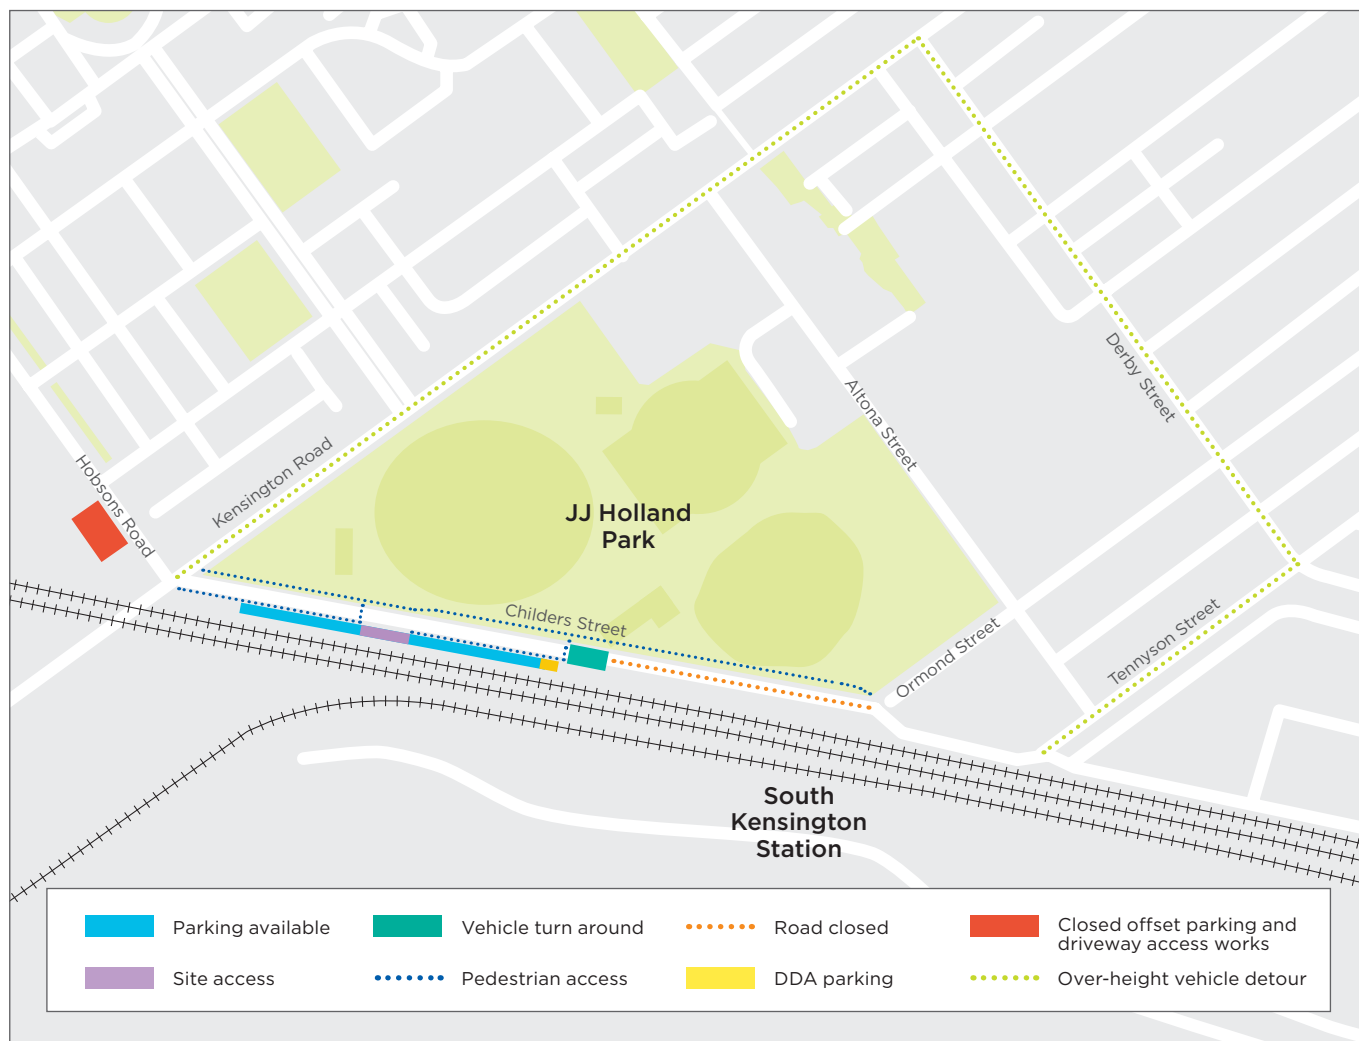 Derby Street
Altona Street
Kensington Road
Hobsons Road
JJ Holland
Park
Childers Street
Ormond Street
Tennyson Street
South
Kensington
Station
Parking available
Vehicle turn around
Road closed
Closed offset parking and
driveway access works
Site access
Pedestrian access
DDA parking
Over-height vehicle detour